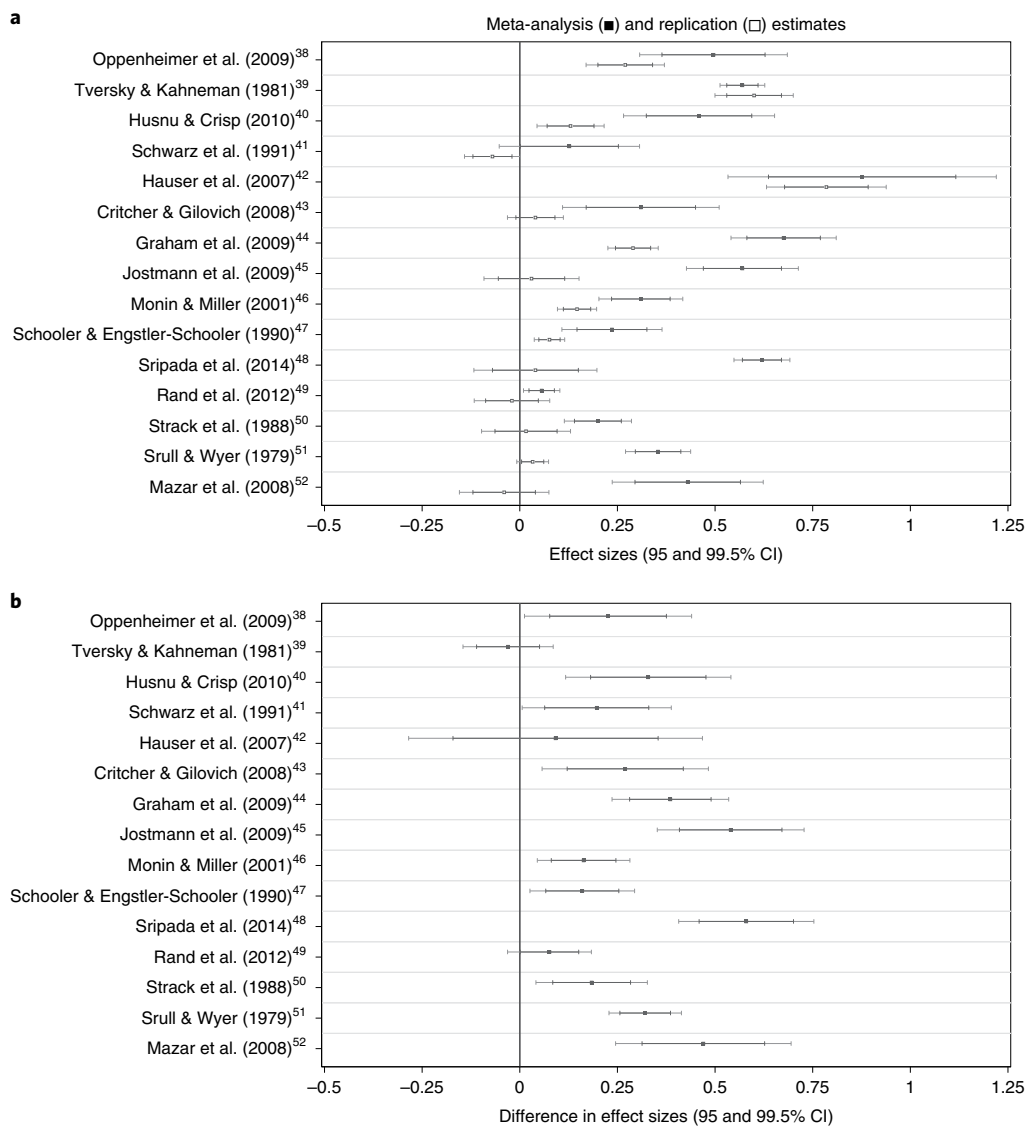 a
Meta-analysis (■) and replication (□) estimates
Oppenheimer et al. (2009)38
Tversky & Kahneman (1981)39
Husnu & Crisp (2010)40
Schwarz et al. (1991)41
Hauser et al. (2007)42
Critcher & Gilovich (2008)43
Graham et al. (2009)44
Jostmann et al. (2009)45
Monin & Miller (2001)46
Schooler & Engstler-Schooler (1990)47
Sripada et al. (2014)48
Rand et al. (2012)49
Strack et al. (1988)50
Srull & Wyer (1979)51
Mazar et al. (2008)52
−0.5 −0.25 0 0.25 0.5 0.75 1 1.25
Effect sizes (95 and 99.5% CI)
b
Oppenheimer et al. (2009)38
Tversky & Kahneman (1981)39
Husnu & Crisp (2010)40
Schwarz et al. (1991)41
Hauser et al. (2007)42
Critcher & Gilovich (2008)43
Graham et al. (2009)44
Jostmann et al. (2009)45
Monin & Miller (2001)46
Schooler & Engstler-Schooler (1990)47
Sripada et al. (2014)48
Rand et al. (2012)49
Strack et al. (1988)50
Srull & Wyer (1979)51
Mazar et al. (2008)52
−0.5 −0.25 0 0.25 0.5 0.75 1 1.25
Difference in effect sizes (95 and 99.5% CI)